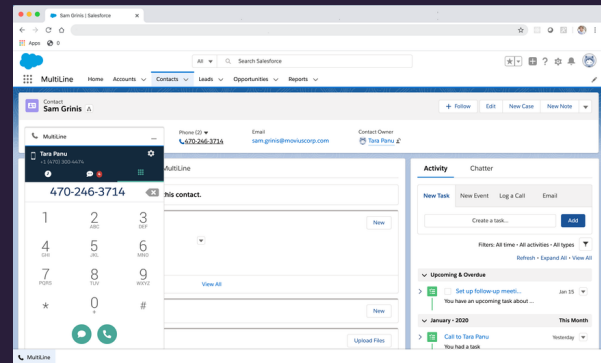 Sam Grinis | Salesforce
Apps
0
All
Search Salesforce
MultiLine
Home
Accounts
Contacts
Leads
Opportunities
Reports
Contact
Sam Grinis
+ Follow
Edit
New Case
New Note
MultiLine
Phone (2)
470-246-3714
Email
sam.grinis@moviuscorp.com
Contact Owner
Tara Panu
Tara Panu
+1 (470) 300-4474
470-246-3714
1
2
ABC
3
DEF
4
GHI
5
JKL
6
MNO
7
PQRS
8
TUV
9
WXYZ
*
0
+
#
MultiLine
this contact.
New
View All
New
Upload Files
Activity
Chatter
New Task
New Event
Log a Call
Email
Create a task...
Add
Filters: All time • All activities • All types
Refresh • Expand All • View All
Upcoming & Overdue
Set up follow-up meeti...
Jan 15
You have an upcoming task about ...
January • 2020
This Month
Call to Tara Panu
Yesterday
You had a task
MultiLine